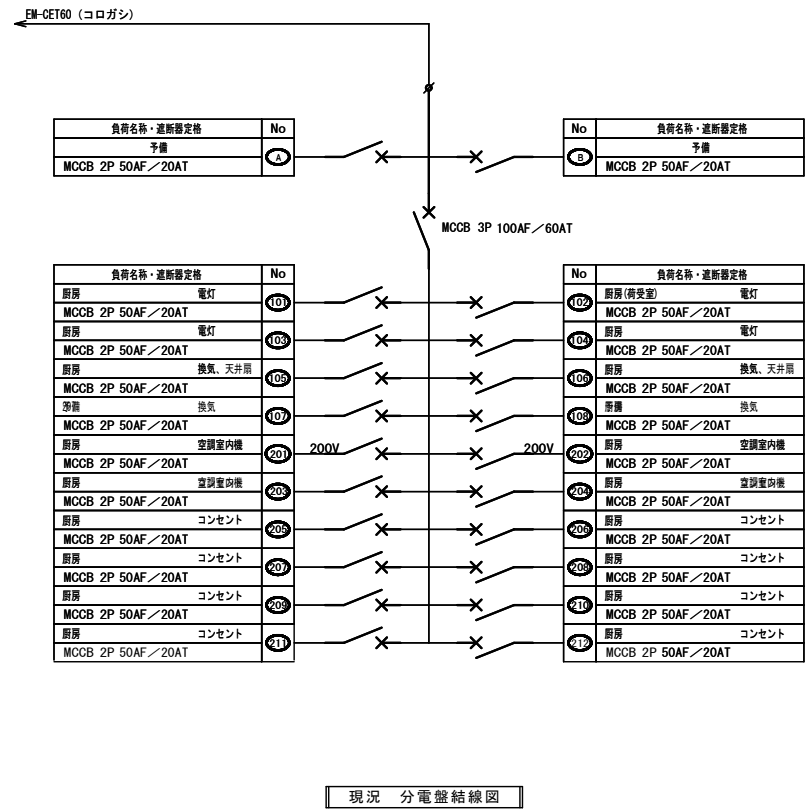 EM-CET60 (コロガシ)
負荷名称・遮断器定格 No
予備
MCCB 2P 50AF／20AT
A
No 負荷名称・遮断器定格
予備
MCCB 2P 50AF／20AT
B
MCCB 3P 100AF／60AT
負荷名称・遮断器定格 No
厨房 電灯
101
MCCB 2P 50AF／20AT
厨房 電灯
103
MCCB 2P 50AF／20AT
厨房 換気、天井扇
105
MCCB 2P 50AF／20AT
換気
107
MCCB 2P 50AF／20AT
厨房 空調室内機
201 200V
MCCB 2P 50AF／20AT
厨房 空調室内機
203
MCCB 2P 50AF／20AT
厨房 コンセント
205
MCCB 2P 50AF／20AT
厨房 コンセント
207
MCCB 2P 50AF／20AT
厨房 コンセント
209
MCCB 2P 50AF／20AT
厨房 コンセント
211
MCCB 2P 50AF／20AT
No 負荷名称・遮断器定格
厨房(荷受室) 電灯
102
MCCB 2P 50AF／20AT
厨房 電灯
104
MCCB 2P 50AF／20AT
厨房 換気、天井扇
106
MCCB 2P 50AF／20AT
換気
108
MCCB 2P 50AF／20AT
厨房 空調室内機
200V 202
MCCB 2P 50AF／20AT
厨房 空調室内機
204
MCCB 2P 50AF／20AT
厨房 コンセント
206
MCCB 2P 50AF／20AT
厨房 コンセント
208
MCCB 2P 50AF／20AT
厨房 コンセント
210
MCCB 2P 50AF／20AT
厨房 コンセント
212
MCCB 2P 50AF／20AT
現況 分電盤結線図